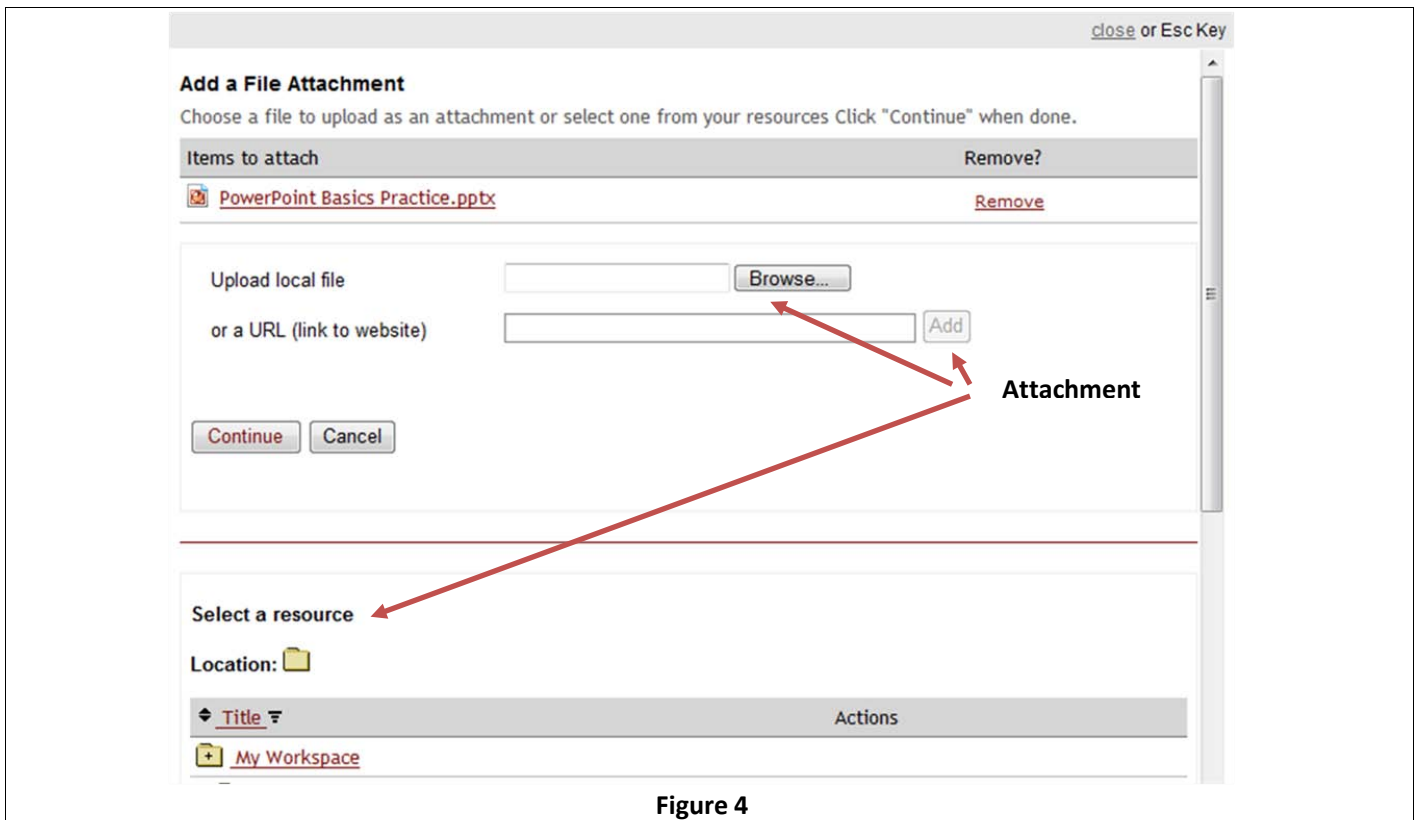 close or Esc Key
Add a File Attachment
Choose a file to upload as an attachment or select one from your resources Click "Continue" when done.
Items to attach Remove?
PowerPoint Basics Practice.pptx Remove
Upload local file Browse...
or a URL (link to website) Add
Attachment
Continue Cancel
Select a resource
Location:
Title Actions
My Workspace
Figure 4